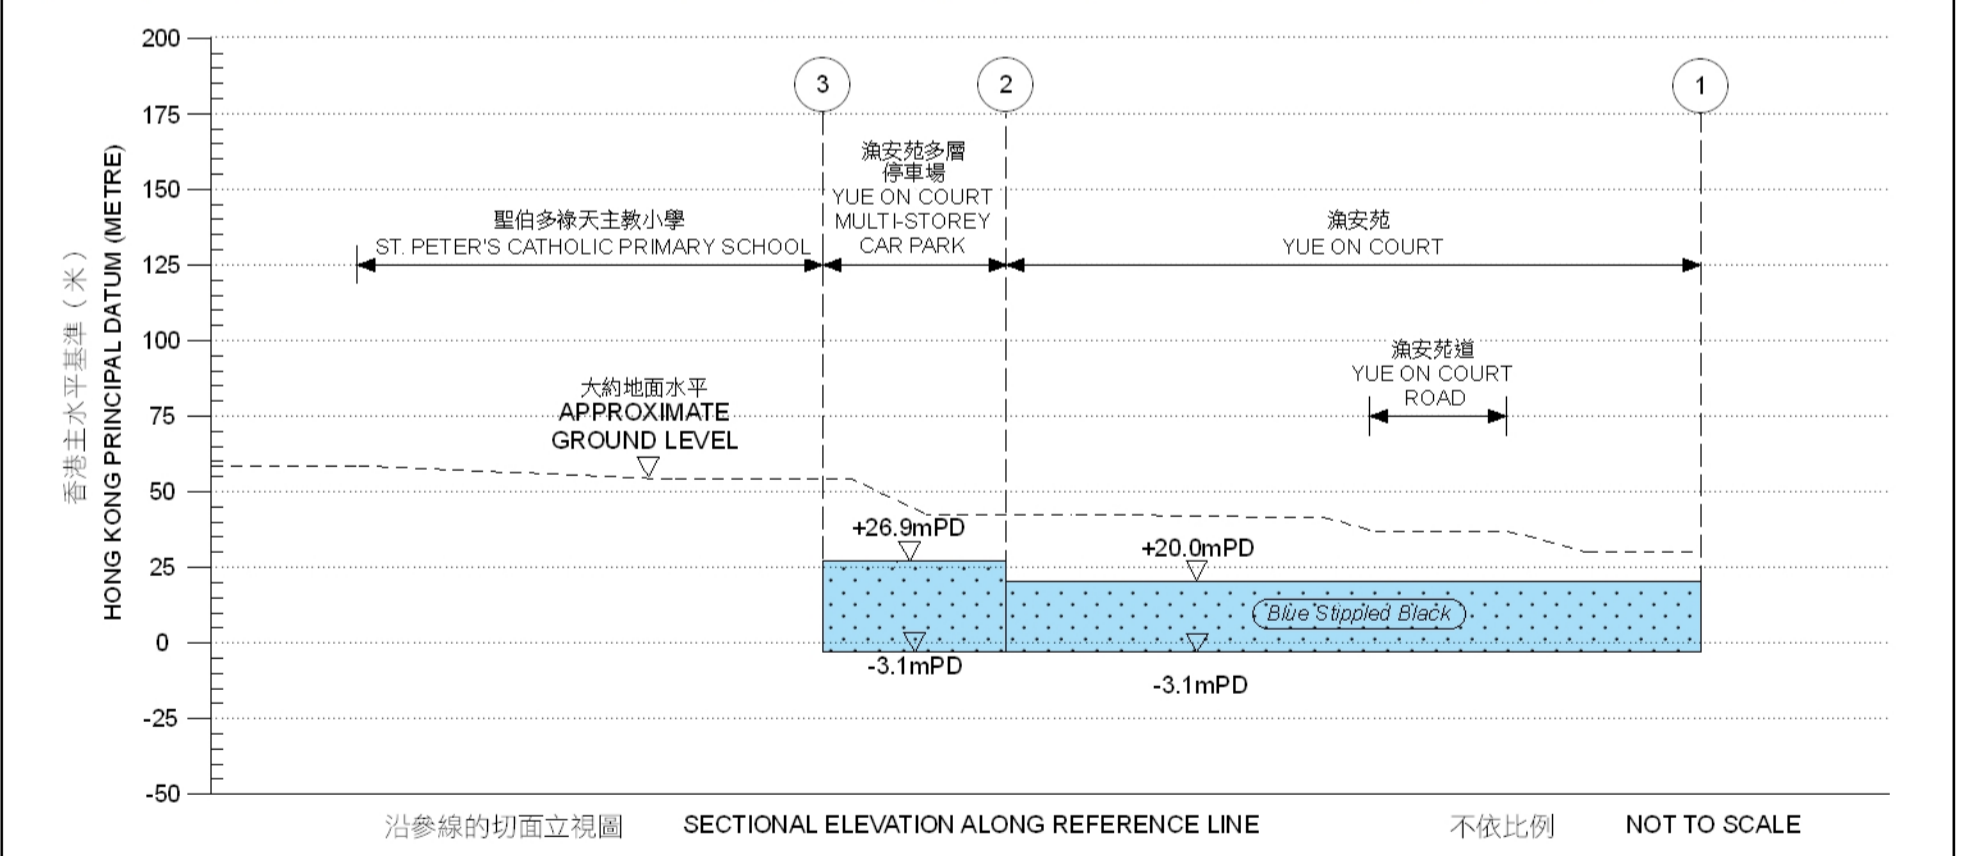 香港主水平基準（米）
HONG KONG PRINCIPAL DATUM (METRE)
200
175
150
125
100
75
50
25
0
-25
-50
3
2
1
聖伯多祿天主教小學
ST. PETER'S CATHOLIC PRIMARY SCHOOL
漁安苑多層
停車場
YUE ON COURT
MULTI-STOREY
CAR PARK
漁安苑
YUE ON COURT
漁安苑道
YUE ON COURT
ROAD
大約地面水平
APPROXIMATE
GROUND LEVEL
+26.9mPD
+20.0mPD
Blue Stippled Black
-3.1mPD
-3.1mPD
沿參線的切面立視圖 SECTIONAL ELEVATION ALONG REFERENCE LINE 不依比例 NOT TO SCALE